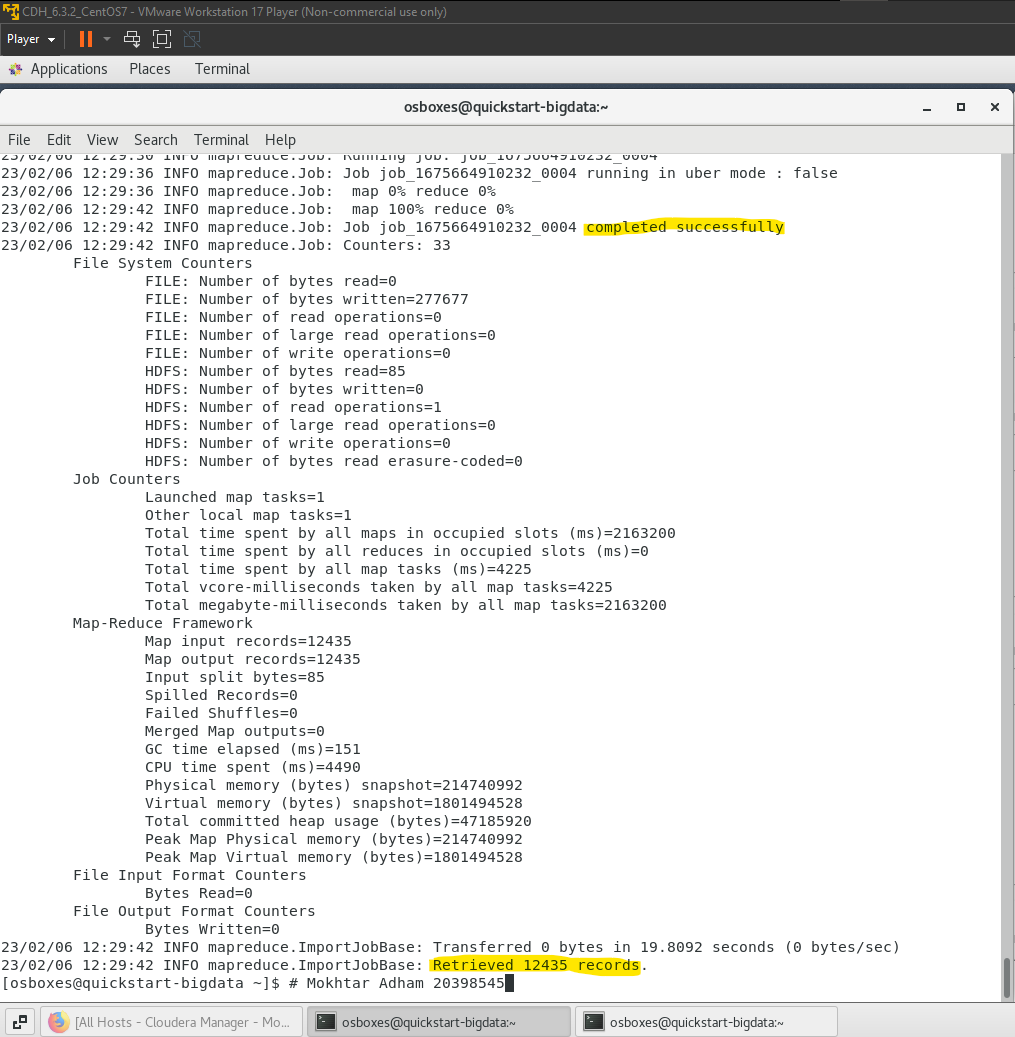 CDH_6.3.2_CentOS7 - VMware Workstation 17 Player (Non-commercial use only)
Player
Applications Places Terminal
osboxes@quickstart-bigdata:~
File Edit View Search Terminal Help
23/02/06 12:29:30 INFO mapreduce.Job: Running job: job_1675664910232_0004
23/02/06 12:29:36 INFO mapreduce.Job: Job job_1675664910232_0004 running in uber mode : false
23/02/06 12:29:36 INFO mapreduce.Job:  map 0% reduce 0%
23/02/06 12:29:42 INFO mapreduce.Job:  map 100% reduce 0%
23/02/06 12:29:42 INFO mapreduce.Job: Job job_1675664910232_0004 completed successfully
23/02/06 12:29:42 INFO mapreduce.Job: Counters: 33
File System Counters
FILE: Number of bytes read=0
FILE: Number of bytes written=277677
FILE: Number of read operations=0
FILE: Number of large read operations=0
FILE: Number of write operations=0
HDFS: Number of bytes read=85
HDFS: Number of bytes written=0
HDFS: Number of read operations=1
HDFS: Number of large read operations=0
HDFS: Number of write operations=0
HDFS: Number of bytes read erasure-coded=0
Job Counters
Launched map tasks=1
Other local map tasks=1
Total time spent by all maps in occupied slots (ms)=2163200
Total time spent by all reduces in occupied slots (ms)=0
Total time spent by all map tasks (ms)=4225
Total vcore-milliseconds taken by all map tasks=4225
Total megabyte-milliseconds taken by all map tasks=2163200
Map-Reduce Framework
Map input records=12435
Map output records=12435
Input split bytes=85
Spilled Records=0
Failed Shuffles=0
Merged Map outputs=0
GC time elapsed (ms)=151
CPU time spent (ms)=4490
Physical memory (bytes) snapshot=214740992
Virtual memory (bytes) snapshot=1801494528
Total committed heap usage (bytes)=47185920
Peak Map Physical memory (bytes)=214740992
Peak Map Virtual memory (bytes)=1801494528
File Input Format Counters
Bytes Read=0
File Output Format Counters
Bytes Written=0
23/02/06 12:29:42 INFO mapreduce.ImportJobBase: Transferred 0 bytes in 19.8092 seconds (0 bytes/sec)
23/02/06 12:29:42 INFO mapreduce.ImportJobBase: Retrieved 12435 records.
[osboxes@quickstart-bigdata ~]$ # Mokhtar Adham 20398545
[All Hosts - Cloudera Manager - Mo... osboxes@quickstart-bigdata:~ osboxes@quickstart-bigdata:~